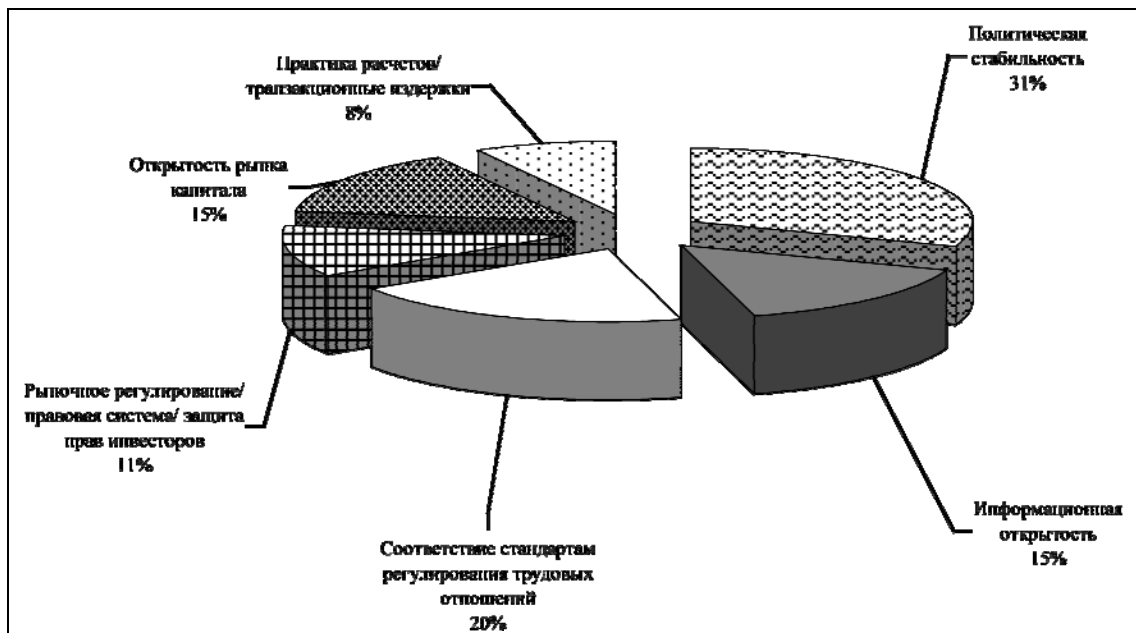 Политическая
стабильность
31%
Практика расчетов/
транзакционные издержки
8%
Открытость рынка
капитала
15%
Рыночное регулирование/
правовая система/ защита
прав инвесторов
11%
Соответствие стандартам
регулирования трудовых
отношений
20%
Информационная
открытость
15%